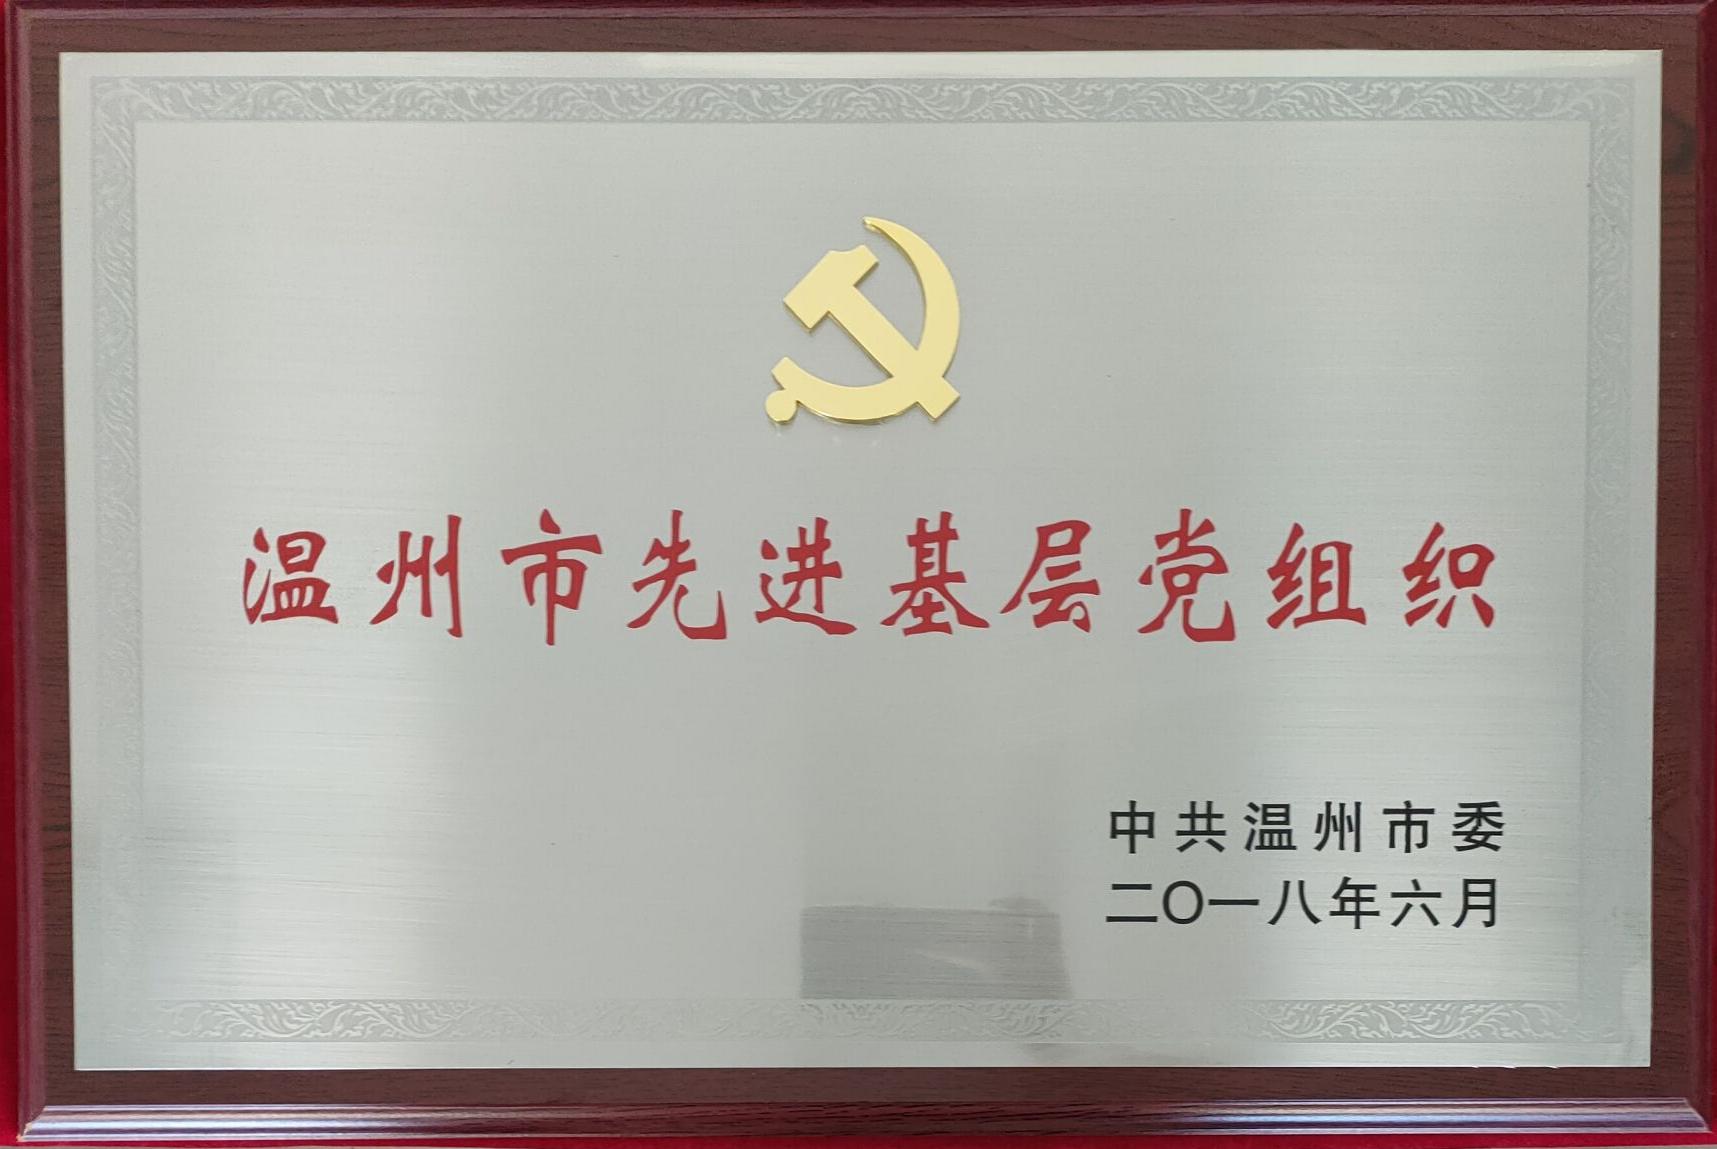 温州市先进基层党组织
中共温州市委
二〇一八年六月